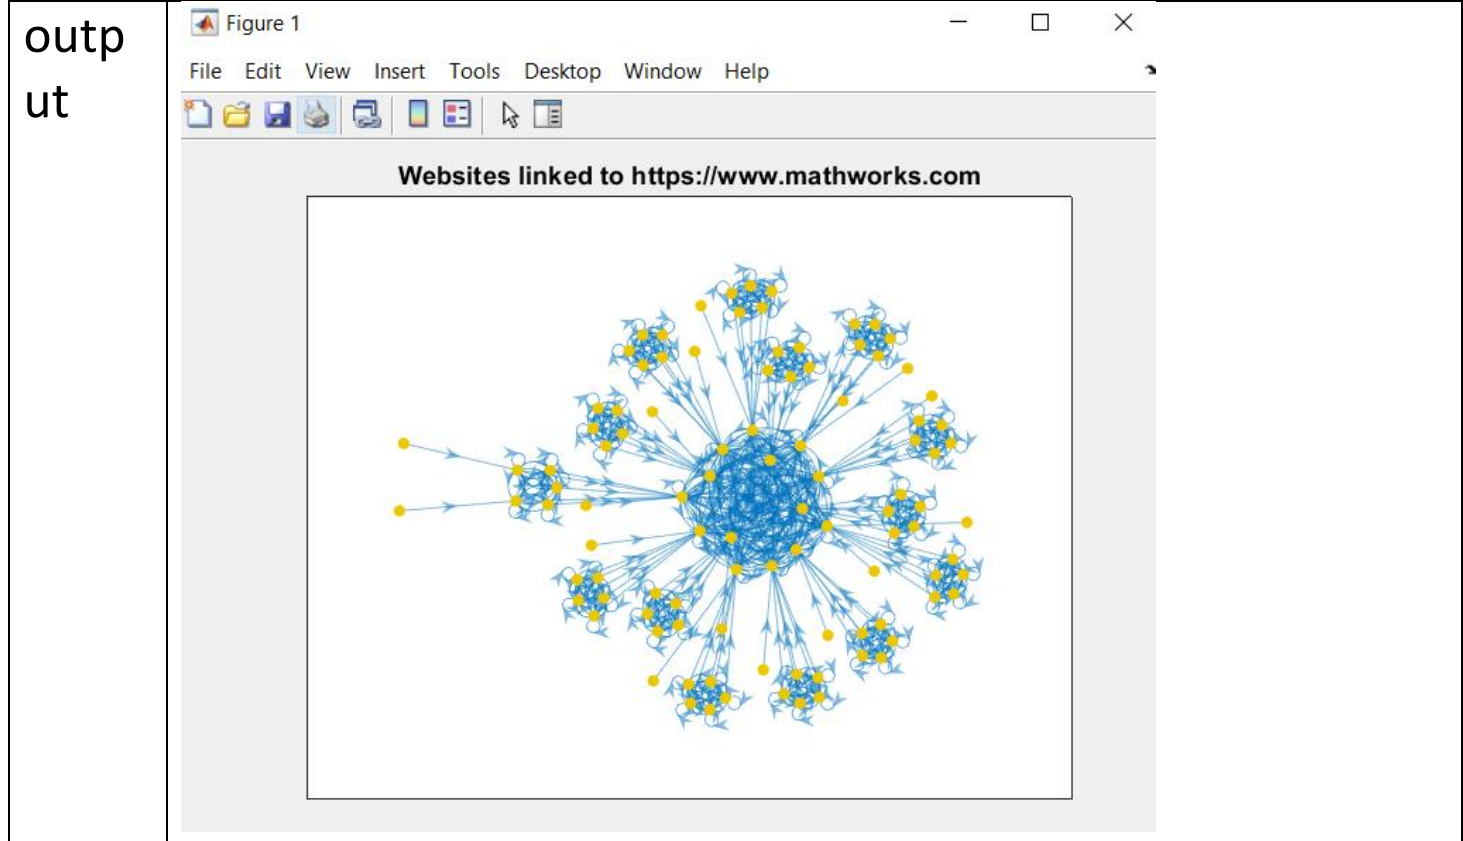 outp
ut
Figure 1
File Edit View Insert Tools Desktop Window Help
Websites linked to https://www.mathworks.com